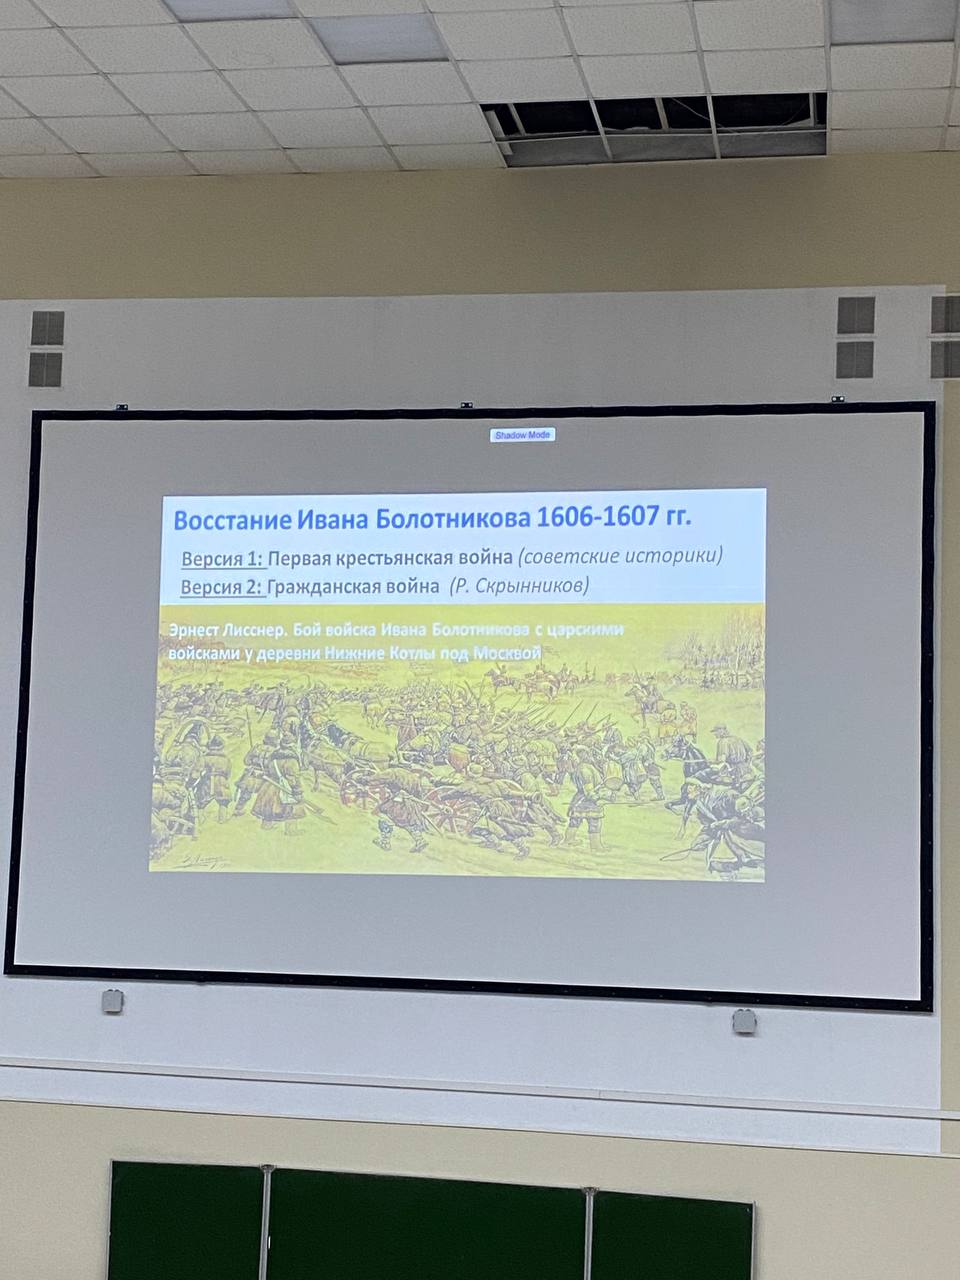 Shadow Mode
Восстание Ивана Болотникова 1606-1607 гг.
Версия 1: Первая крестьянская война (советские историки)
Версия 2: Гражданская война (Р. Скрынников)
Эрнест Лисснер. Бой войска Ивана Болотникова с царскими
войсками у деревни Нижние Котлы под Москвой